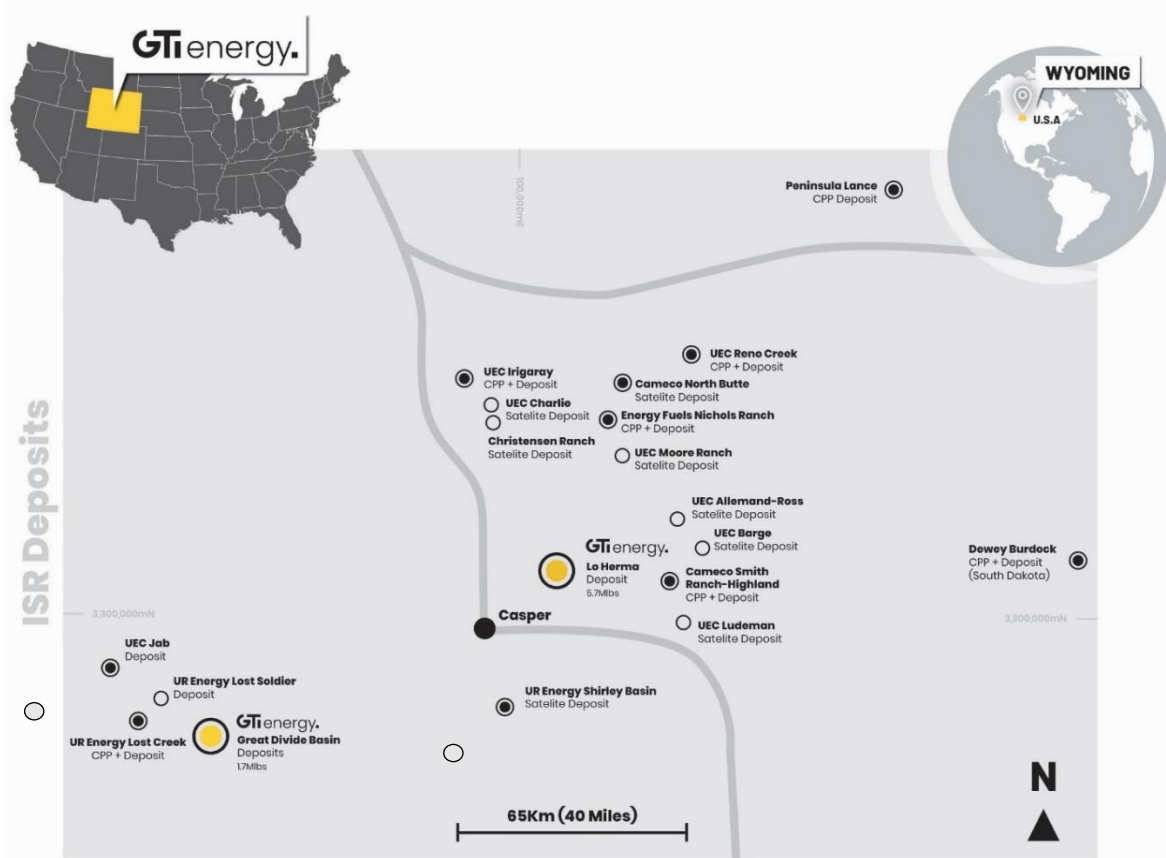 GTi energy.
WYOMING
U.S.A
100,000mE
Peninsula Lance
CPP Deposit
UEC Reno Creek
CPP + Deposit
UEC Irigaray
CPP + Deposit
Cameco North Butte
Satelite Deposit
UEC Charlie
Satelite Deposit
Energy Fuels Nichols Ranch
CPP + Deposit
Christensen Ranch
Satelite Deposit
UEC Moore Ranch
Satelite Deposit
ISR Deposits
UEC Allemand-Ross
Satelite Deposit
UEC Barge
Satelite Deposit
GTi energy.
Lo Herma
Deposit
5.7Mlbs
Dewey Burdock
CPP + Deposit
(South Dakota)
Cameco Smith
Ranch-Highland
CPP + Deposit
3,300,000mN
Casper
3,300,000mN
UEC Ludeman
Satelite Deposit
UEC Jab
Deposit
UR Energy Lost Soldier
Deposit
UR Energy Shirley Basin
Satelite Deposit
GTi energy.
Great Divide Basin
Deposits
1.7Mlbs
UR Energy Lost Creek
CPP + Deposit
N
65Km (40 Miles)